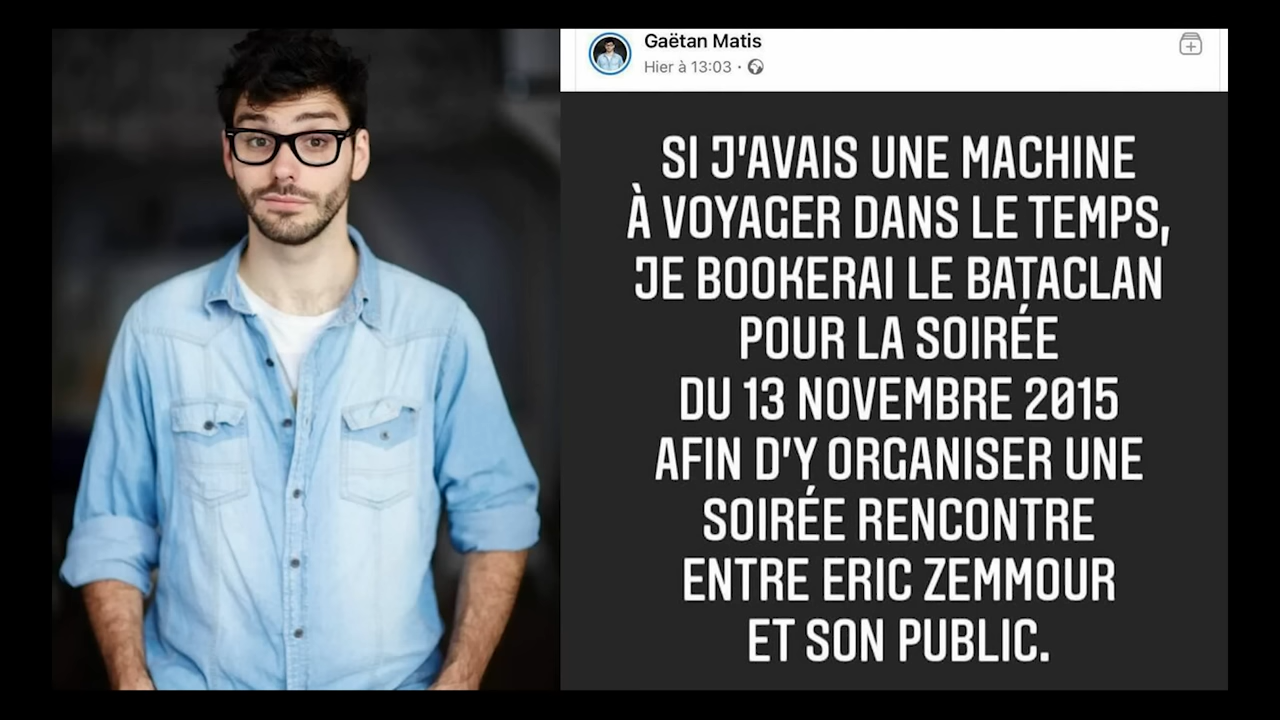 Gaëtan Matis
Hier à 13:03 ·
SI J'AVAIS UNE MACHINE
À VOYAGER DANS LE TEMPS,
JE BOOKERAI LE BATACLAN
POUR LA SOIRÉE
DU 13 NOVEMBRE 2015
AFIN D'Y ORGANISER UNE
SOIRÉE RENCONTRE
ENTRE ERIC ZEMMOUR
ET SON PUBLIC.